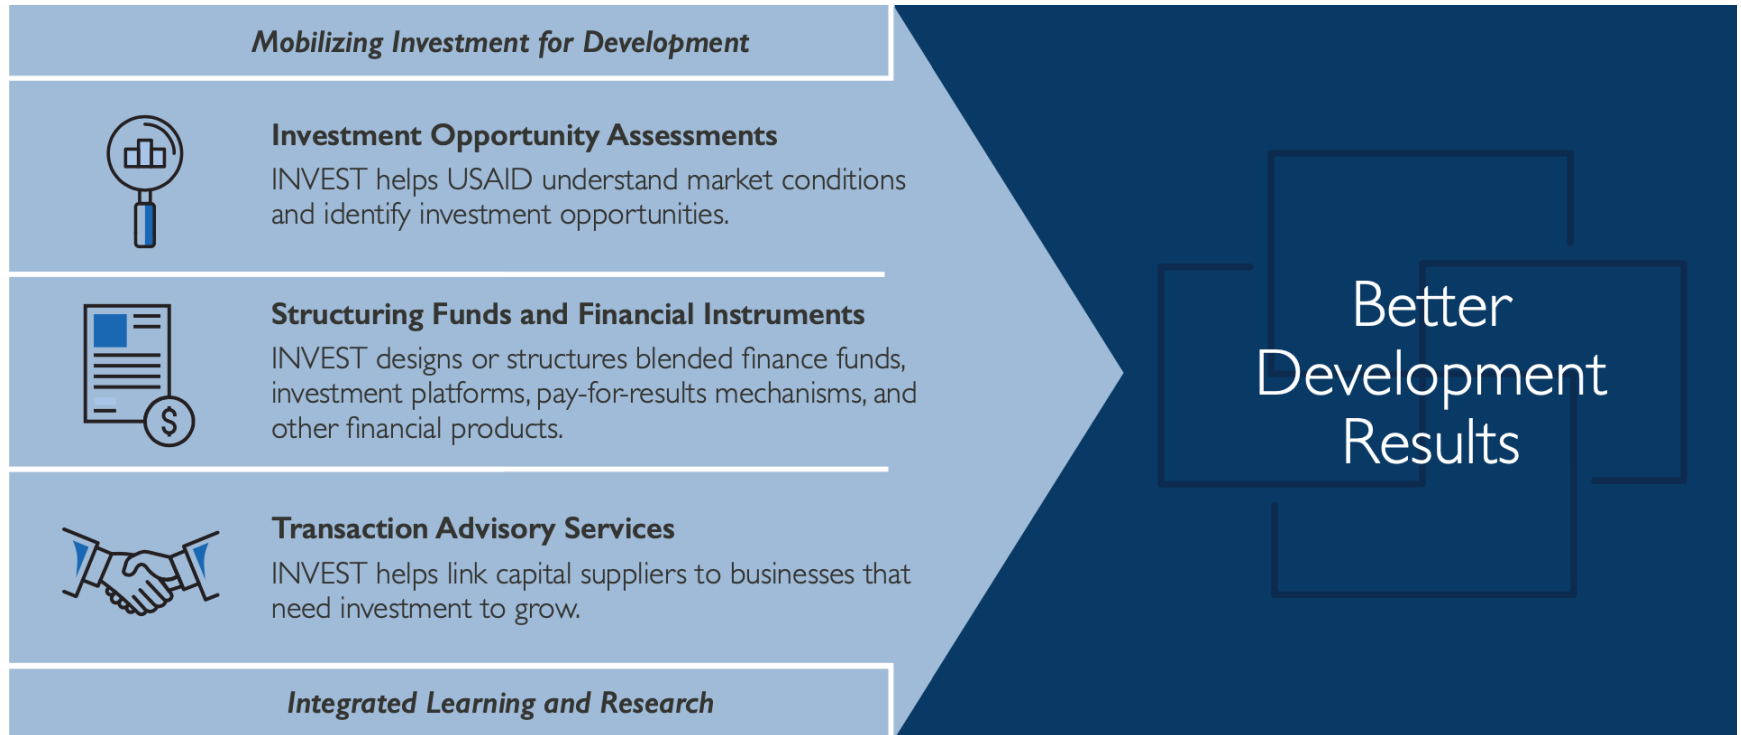 Mobilizing Investment for Development
Investment Opportunity Assessments
INVEST helps USAID understand market conditions
and identify investment opportunities.
Structuring Funds and Financial Instruments
INVEST designs or structures blended finance funds,
investment platforms, pay-for-results mechanisms, and
other financial products.
$
Transaction Advisory Services
INVEST helps link capital suppliers to businesses that
need investment to grow.
Integrated Learning and Research
Better
Development
Results